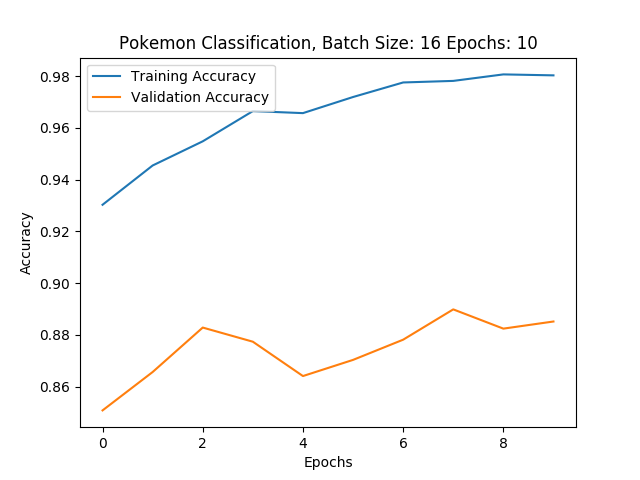 Pokemon Classification, Batch Size: 16 Epochs: 10
Training Accuracy
Validation Accuracy
Accuracy
0.98
0.96
0.94
0.92
0.90
0.88
0.86
0 2 4 6 8
Epochs